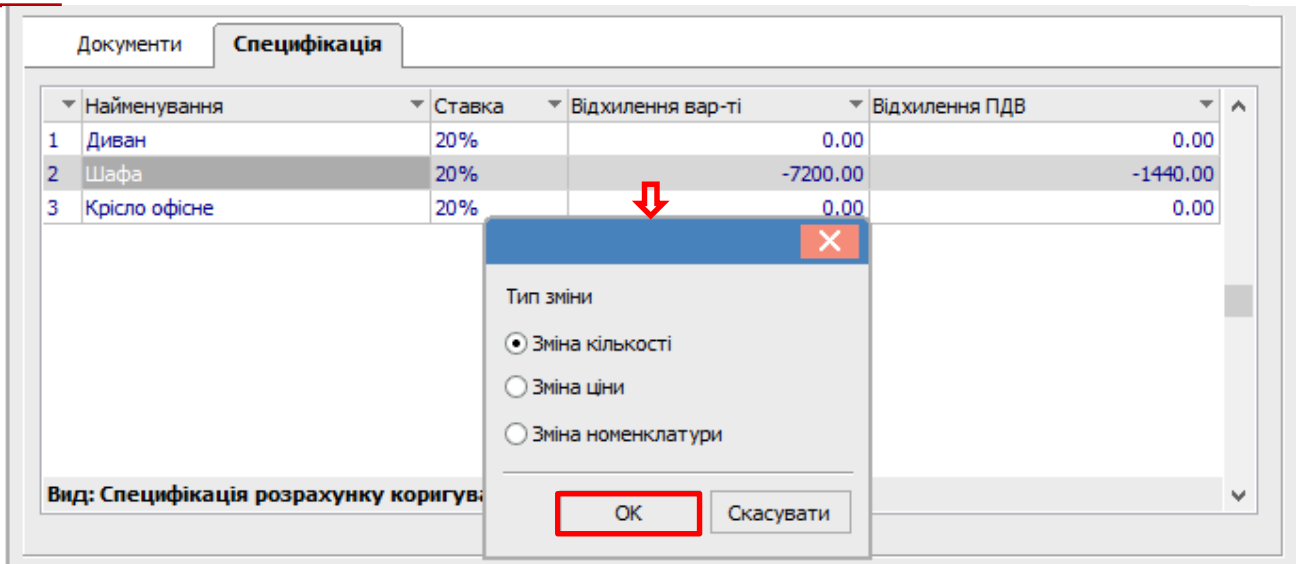 Документи Специфікація
Найменування Ставка Відхилення вар-ті Відхилення ПДВ
1 Диван 20% 0.00 0.00
2 Шафа 20% -7200.00 -1440.00
3 Крісло офісне 20% 0.00 0.00
Тип зміни
Зміна кількості
Зміна ціни
Зміна номенклатури
Вид: Специфікація розрахунку
ОК Скасувати